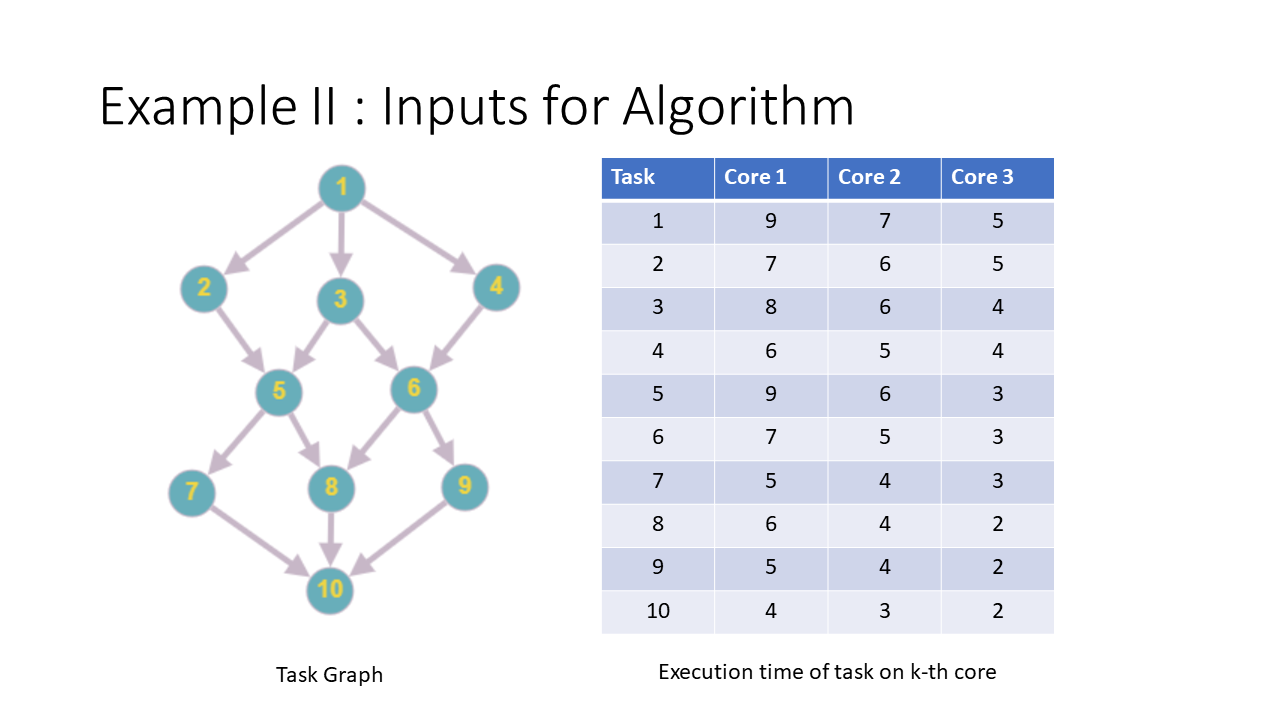 Example II : Inputs for Algorithm
1
2
3
4
5
6
7
8
9
10
Task Graph
Task Core 1 Core 2 Core 3
1 9 7 5
2 7 6 5
3 8 6 4
4 6 5 4
5 9 6 3
6 7 5 3
7 5 4 3
8 6 4 2
9 5 4 2
10 4 3 2
Execution time of task on k-th core